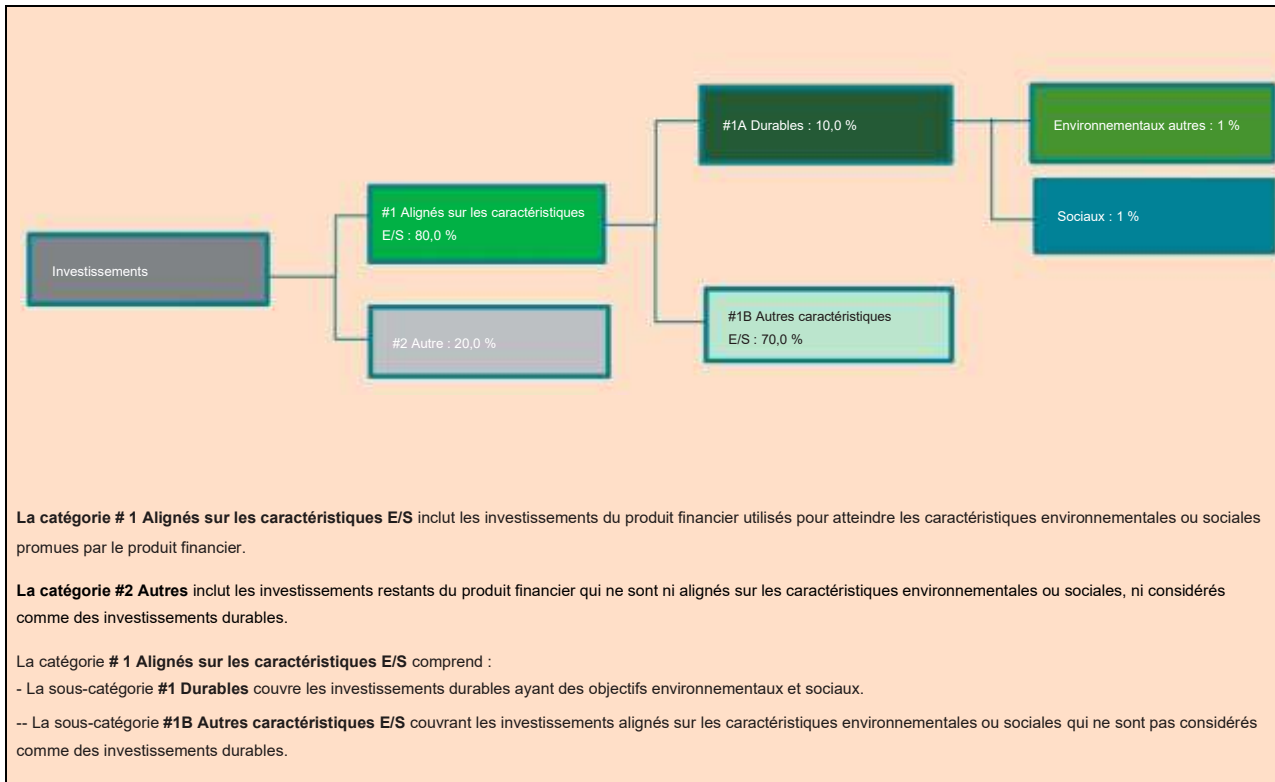 #1A Durables : 10,0 %
Environnementaux autres : 1 %
#1 Alignés sur les caractéristiques
E/S : 80,0 %
Sociaux : 1 %
Investissements
#2 Autre : 20,0 %
#1B Autres caractéristiques
E/S : 70,0 %
La catégorie # 1 Alignés sur les caractéristiques E/S inclut les investissements du produit financier utilisés pour atteindre les caractéristiques environnementales ou sociales
promues par le produit financier.
La catégorie #2 Autres inclut les investissements restants du produit financier qui ne sont ni alignés sur les caractéristiques environnementales ou sociales, ni considérés
comme des investissements durables.
La catégorie # 1 Alignés sur les caractéristiques E/S comprend :
- La sous-catégorie #1 Durables couvre les investissements durables ayant des objectifs environnementaux et sociaux.
-- La sous-catégorie #1B Autres caractéristiques E/S couvrant les investissements alignés sur les caractéristiques environnementales ou sociales qui ne sont pas considérés
comme des investissements durables.